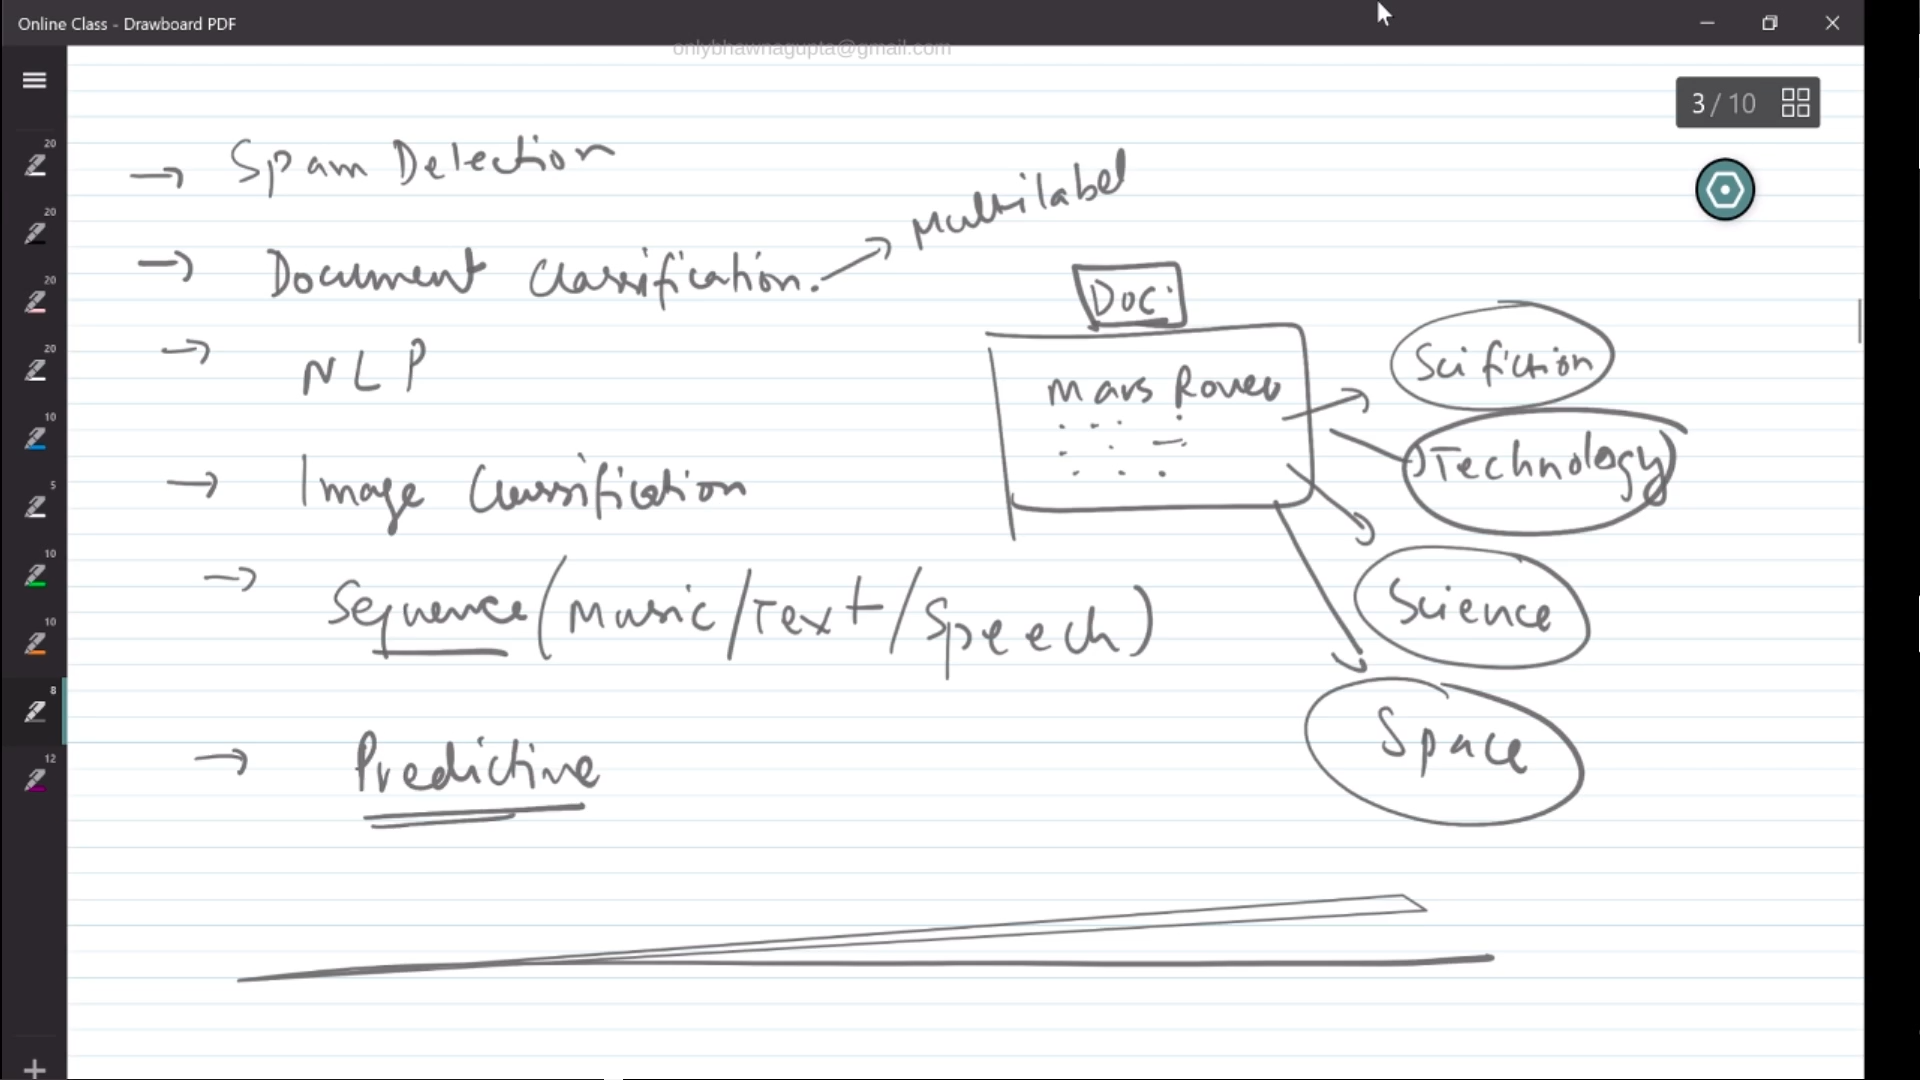 Online Class - Drawboard PDF
onlybhawnagupta@gmail.com
3 / 10
20
20
20
20
10
5
10
10
8
12
→ Spam Detection
→ Document Classification. → Multilabel
→ NLP
→ Image Classification
→ Sequence (Music/Text/Speech)
→ Predictive
Doc.
Mars Rover
Sci fiction
Technology
Science
Space